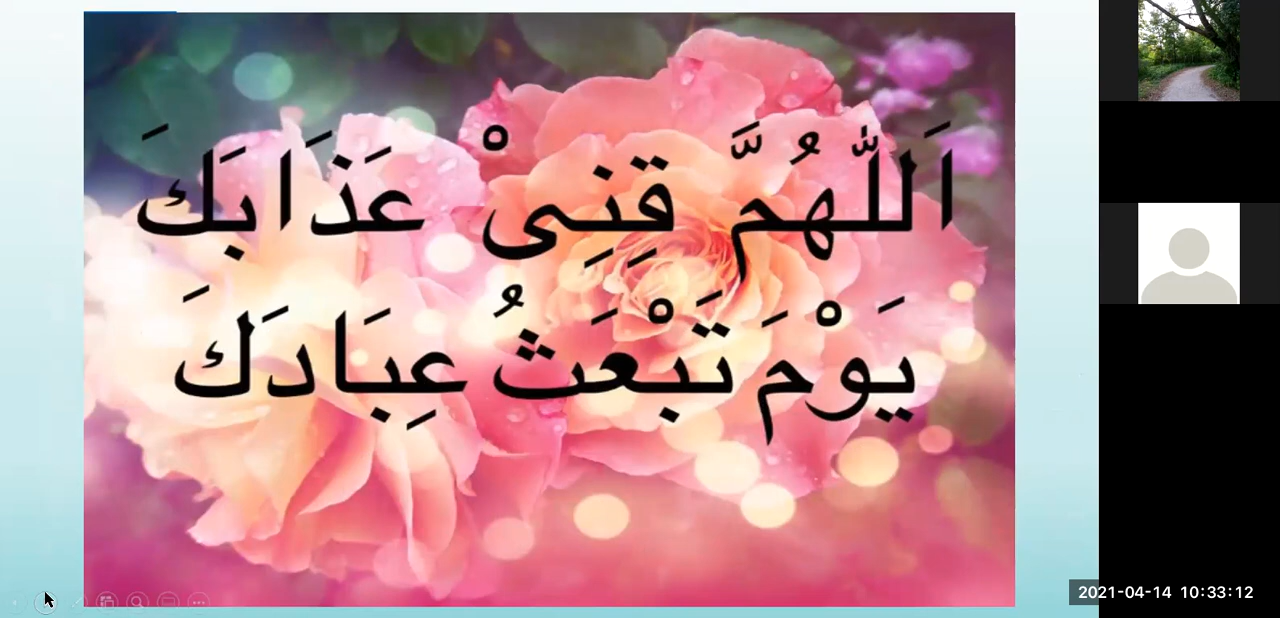 اَللّٰهُمَّ قِنِىْ عَذَابَكَ
يَوْمَ تَبْعَثُ عِبَادَكَ
2021-04-14 10:33:12